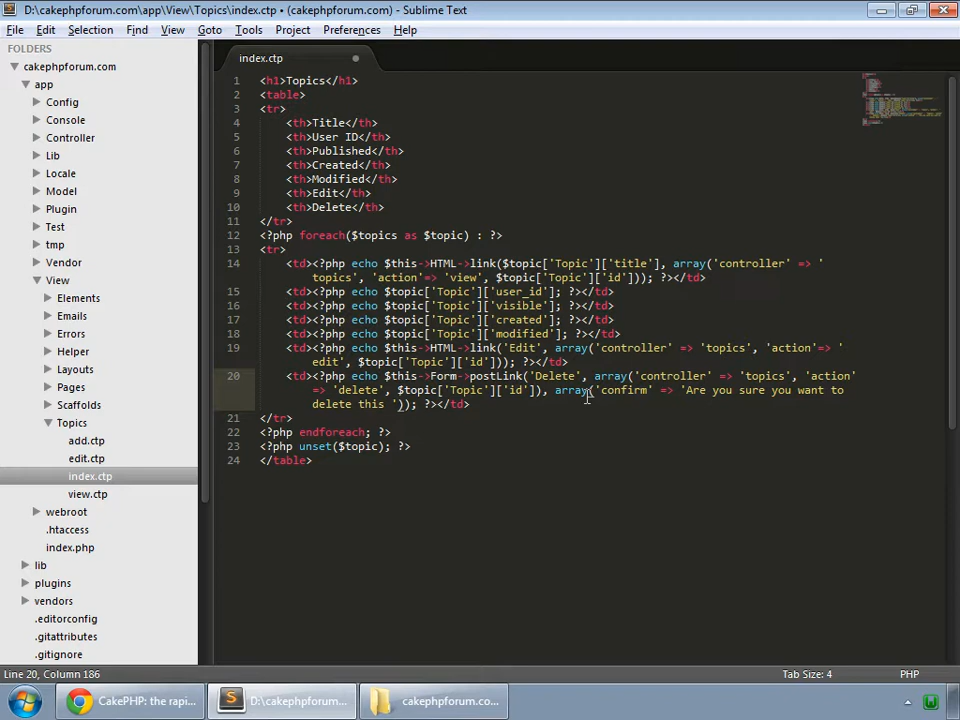 D:\cakephpforum.com\app\View\Topics\index.ctp • (cakephpforum.com) - Sublime Text
File Edit Selection Find View Goto Tools Project Preferences Help
FOLDERS
cakephpforum.com
app
Config
Console
Controller
Lib
Locale
Model
Plugin
Test
tmp
Vendor
View
Elements
Emails
Errors
Helper
Layouts
Pages
Scaffolds
Topics
add.ctp
edit.ctp
index.ctp
view.ctp
webroot
.htaccess
index.php
lib
plugins
vendors
.editorconfig
.gitattributes
.gitignore
index.ctp
1 <h1>Topics</h1>
2 <table>
3 <tr>
4 <th>Title</th>
5 <th>User ID</th>
6 <th>Published</th>
7 <th>Created</th>
8 <th>Modified</th>
9 <th>Edit</th>
10 <th>Delete</th>
11 </tr>
12 <?php foreach($topics as $topic) : ?>
13 <tr>
14 <td><?php echo $this->HTML->link($topic['Topic']['title'], array('controller' => '
topics', 'action'=> 'view', $topic['Topic']['id'])); ?></td>
15 <td><?php echo $topic['Topic']['user_id']; ?></td>
16 <td><?php echo $topic['Topic']['visible']; ?></td>
17 <td><?php echo $topic['Topic']['created']; ?></td>
18 <td><?php echo $topic['Topic']['modified']; ?></td>
19 <td><?php echo $this->HTML->link('Edit', array('controller' => 'topics', 'action'=> '
edit', $topic['Topic']['id'])); ?></td>
20 <td><?php echo $this->Form->postLink('Delete', array('controller' => 'topics', 'action'
=> 'delete', $topic['Topic']['id']), array('confirm' => 'Are you sure you want to
delete this ')); ?></td>
21 </tr>
22 <?php endforeach; ?>
23 <?php unset($topic); ?>
24 </table>
Line 20, Column 186
Tab Size: 4
PHP
CakePHP: the rapi...
D:\cakephpforum...
cakephpforum.co...